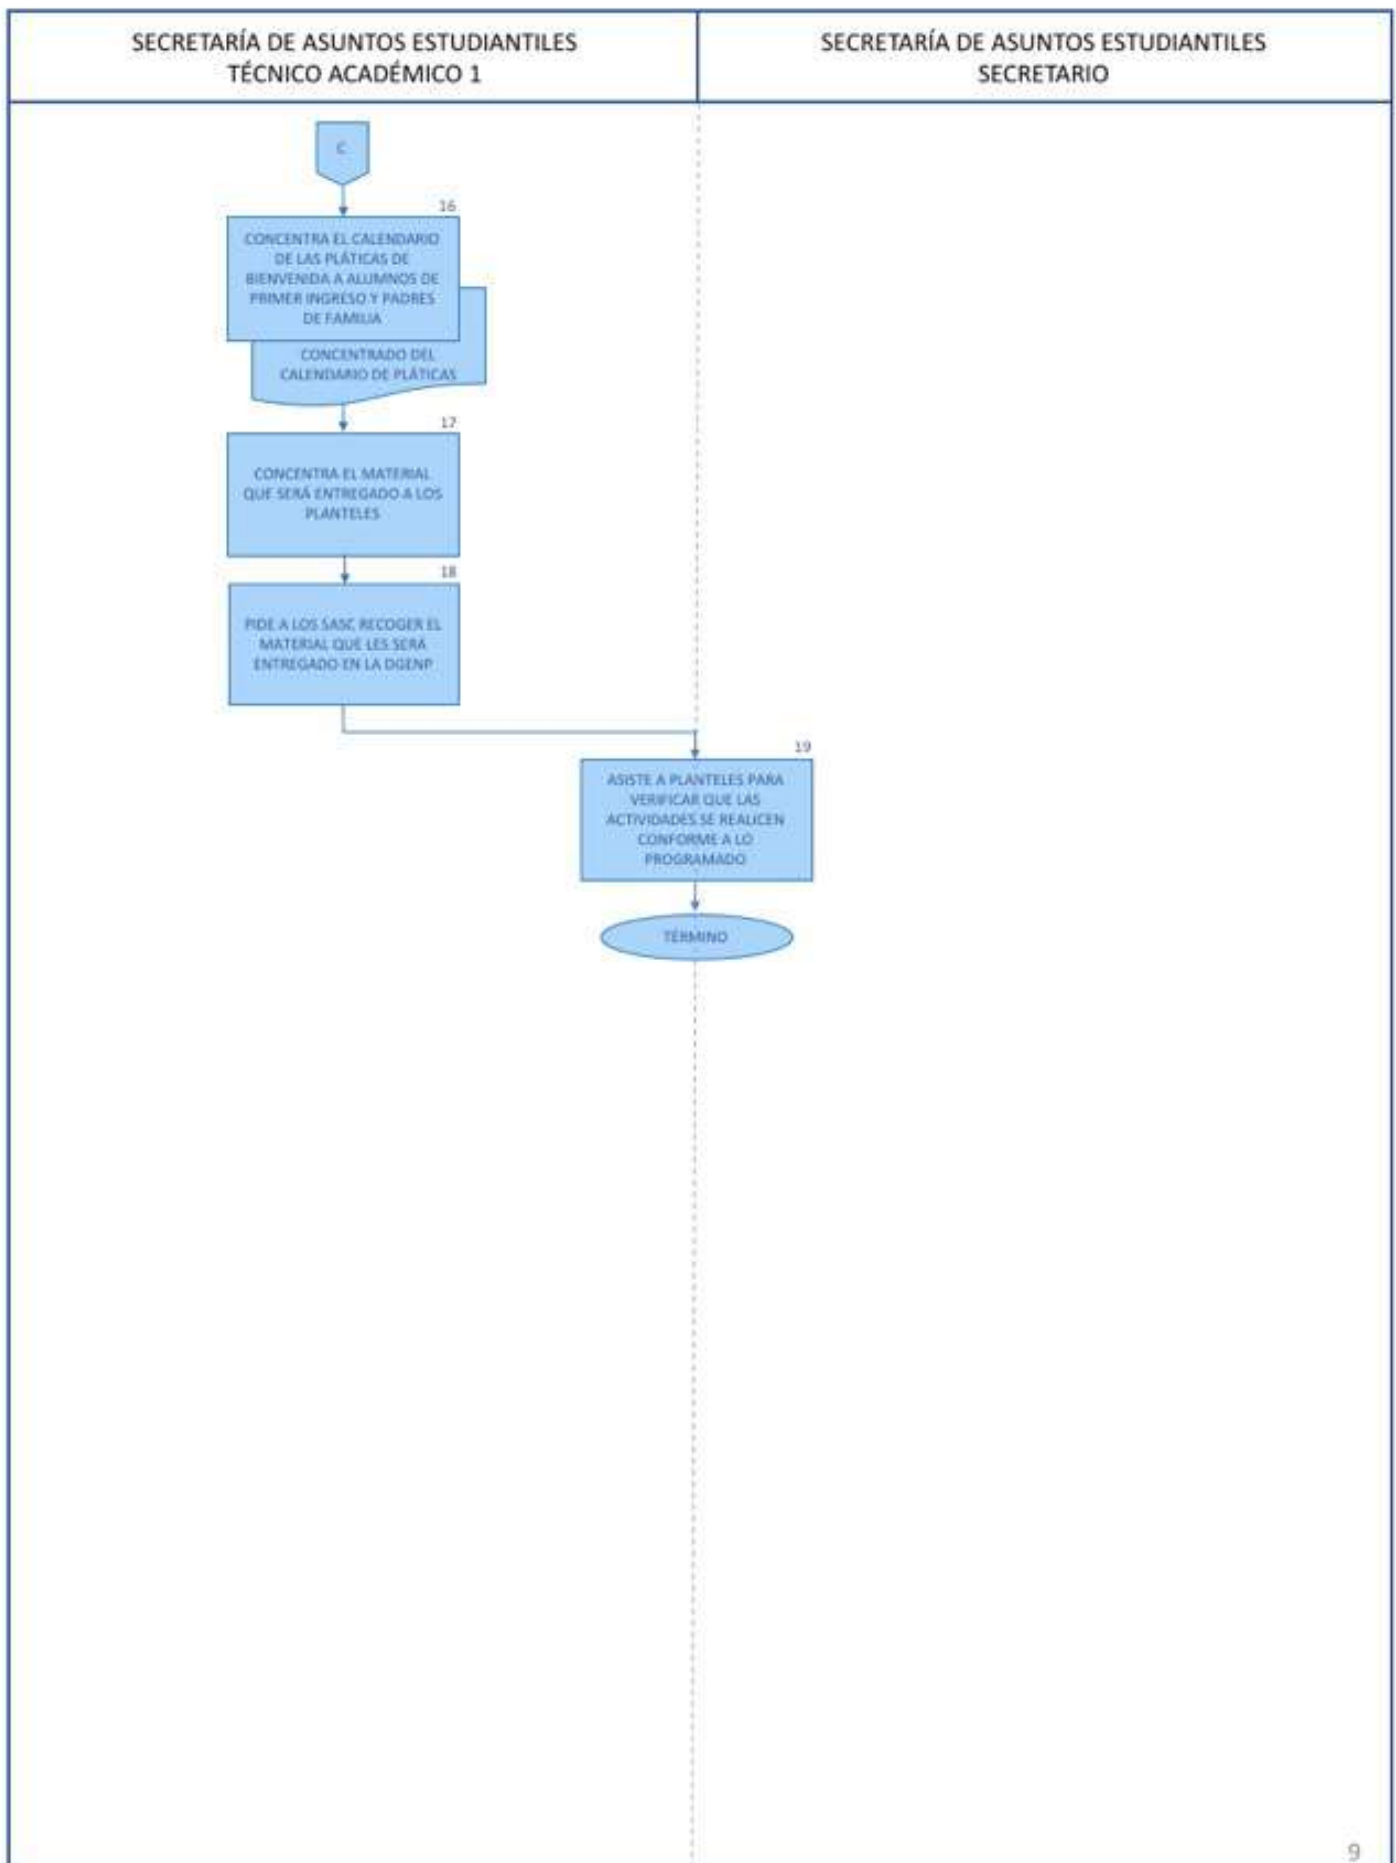 SECRETARÍA DE ASUNTOS ESTUDIANTILES
TÉCNICO ACADÉMICO 1
SECRETARÍA DE ASUNTOS ESTUDIANTILES
SECRETARIO
C
16
CONCENTRA EL CALENDARIO
DE LAS PLÁTICAS DE
BIENVENIDA A ALUMNOS DE
PRIMER INGRESO Y PADRES
DE FAMILIA
CONCENTRADO DEL
CALENDARIO DE PLÁTICAS
17
CONCENTRA EL MATERIAL
QUE SERÁ ENTREGADO A LOS
PLANTELES
18
PIDE A LOS SASC RECOGER EL
MATERIAL QUE LES SERÁ
ENTREGADO EN LA DGENP
19
ASISTE A PLANTELES PARA
VERIFICAR QUE LAS
ACTIVIDADES SE REALICEN
CONFORME A LO
PROGRAMADO
TÉRMINO
9